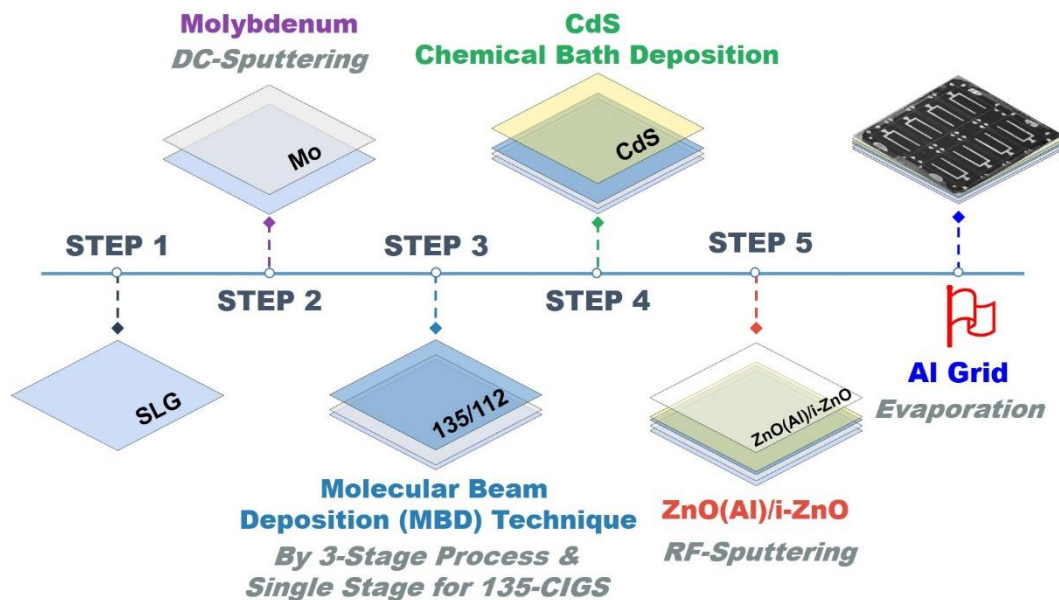 Molybdenum
DC-Sputtering
CdS
Chemical Bath Deposition
Mo
CdS
STEP 1
STEP 3
STEP 5
STEP 2
STEP 4
SLG
135/112
ZnO(Al)/i-ZnO
Al Grid
Evaporation
Molecular Beam
Deposition (MBD) Technique
By 3-Stage Process &
Single Stage for 135-CIGS
ZnO(Al)/i-ZnO
RF-Sputtering